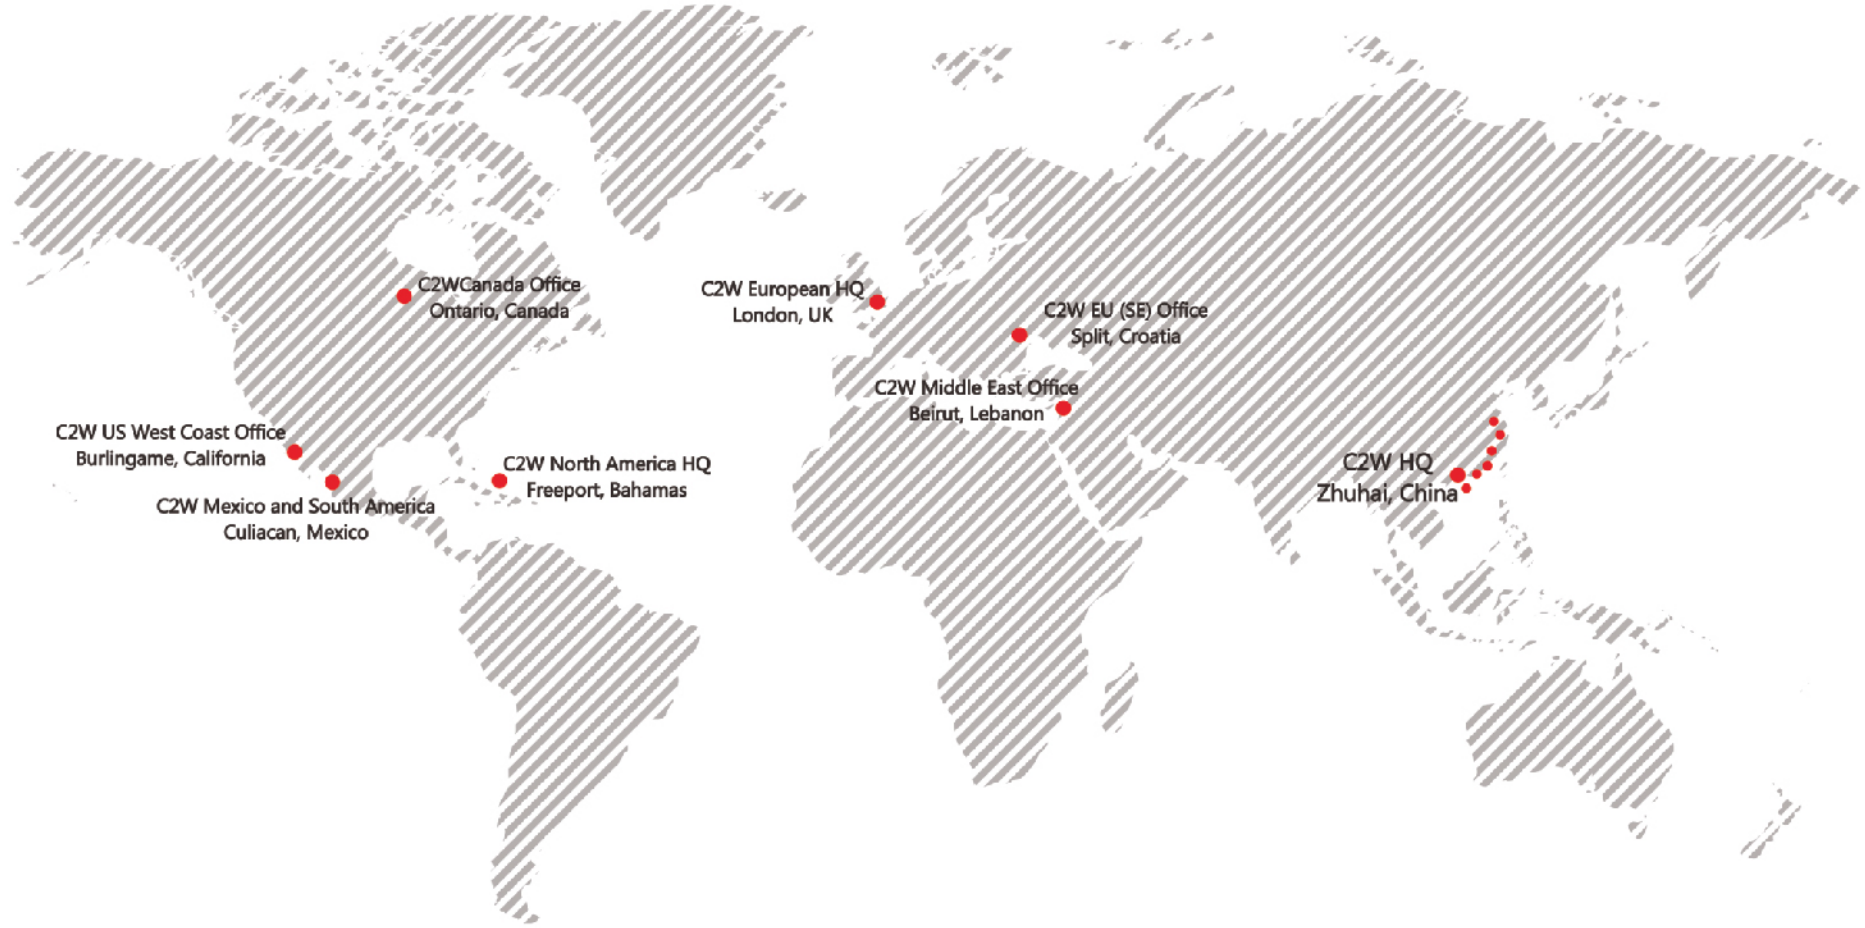 C2WCanada Office
Ontario, Canada
C2W European HQ
London, UK
C2W EU (SE) Office
Split, Croatia
C2W Middle East Office
Beirut, Lebanon
C2W US West Coast Office
Burlingame, California
C2W North America HQ
Freeport, Bahamas
C2W HQ
Zhuhai, China
C2W Mexico and South America
Culiacan, Mexico